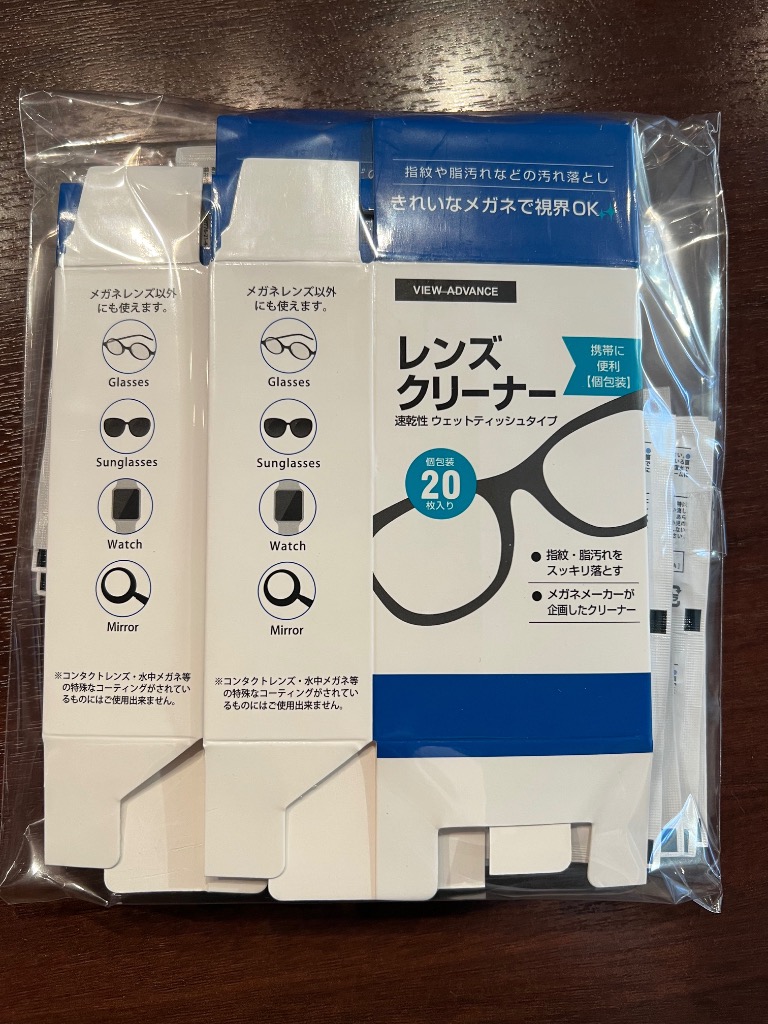 メガネレンズ以外
にも使えます。
Glasses
Sunglasses
Watch
Mirror
※コンタクトレンズ・水中メガネ等
の特殊なコーティングがされてい
るものにはご使用出来ません。
メガネレンズ以外
にも使えます。
Glasses
Sunglasses
Watch
Mirror
※コンタクトレンズ・水中メガネ等
の特殊なコーティングがされてい
るものにはご使用出来ません。
指紋や脂汚れなどの汚れ落とし
きれいなメガネで視界OK
VIEW ADVANCE
レンズ
クリーナー
速乾性 ウェットティッシュタイプ
携帯に
便利
【個包装】
個包装
20
枚入り
● 指紋・脂汚れを
スッキリ落とす
● メガネメーカーが
企画したクリーナー